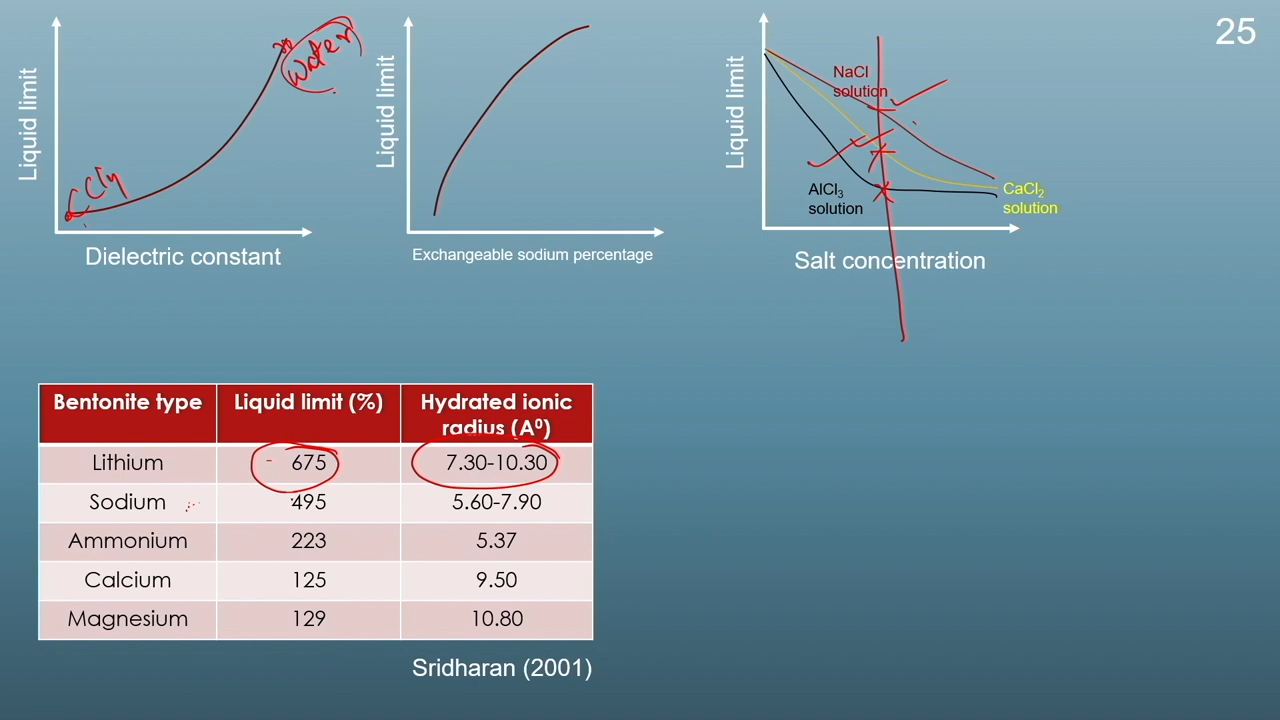 25
Liquid limit
CCl4
Water
Dielectric constant
Liquid limit
Exchangeable sodium percentage
Liquid limit
NaCl
solution
AlCl3
solution
CaCl2
solution
Salt concentration
Bentonite type Liquid limit (%) Hydrated ionic
radius (A⁰)
Lithium 675 7.30-10.30
Sodium 495 5.60-7.90
Ammonium 223 5.37
Calcium 125 9.50
Magnesium 129 10.80
Sridharan (2001)